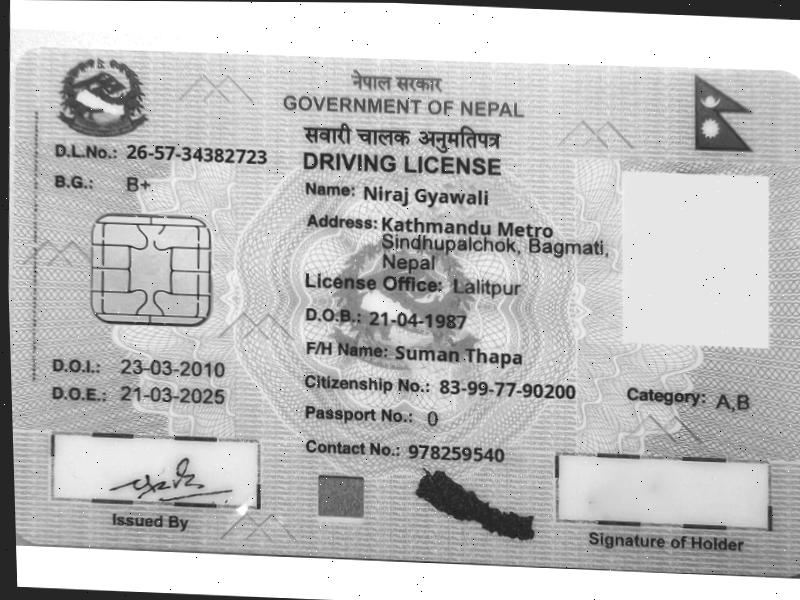 नेपाल सरकार
GOVERNMENT OF NEPAL
सवारी चालक अनुमतिपत्र
DRIVING LICENSE
D.L.No.: 26-57-34382723
B.G.: B+
Name: Niraj Gyawali
Address: Kathmandu Metro
Sindhupalchok, Bagmati,
Nepal
License Office: Lalitpur
D.O.B.: 21-04-1987
F/H Name: Suman Thapa
D.O.I.: 23-03-2010
D.O.E.: 21-03-2025
Citizenship No.: 83-99-77-90200
Category: A,B
Passport No.: 0
Contact No.: 978259540
Issued By
Signature of Holder